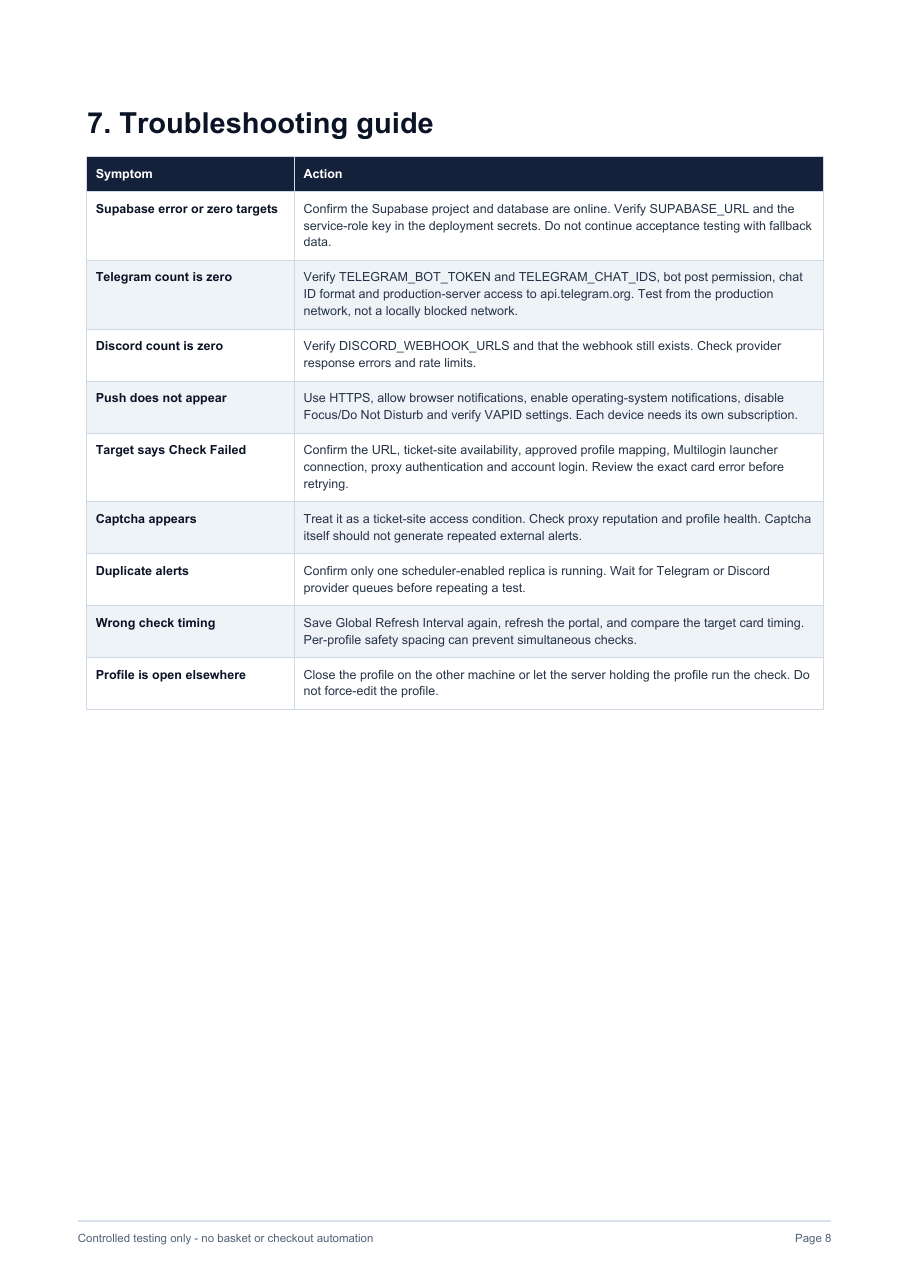 7. Troubleshooting guide
Symptom
Action
Supabase error or zero targets
Confirm the Supabase project and database are online. Verify SUPABASE_URL and the
service-role key in the deployment secrets. Do not continue acceptance testing with fallback
data.
Telegram count is zero
Verify TELEGRAM_BOT_TOKEN and TELEGRAM_CHAT_IDS, bot post permission, chat
ID format and production-server access to api.telegram.org. Test from the production
network, not a locally blocked network.
Discord count is zero
Verify DISCORD_WEBHOOK_URLS and that the webhook still exists. Check provider
response errors and rate limits.
Push does not appear
Use HTTPS, allow browser notifications, enable operating-system notifications, disable
Focus/Do Not Disturb and verify VAPID settings. Each device needs its own subscription.
Target says Check Failed
Confirm the URL, ticket-site availability, approved profile mapping, Multilogin launcher
connection, proxy authentication and account login. Review the exact card error before
retrying.
Captcha appears
Treat it as a ticket-site access condition. Check proxy reputation and profile health. Captcha
itself should not generate repeated external alerts.
Duplicate alerts
Confirm only one scheduler-enabled replica is running. Wait for Telegram or Discord
provider queues before repeating a test.
Wrong check timing
Save Global Refresh Interval again, refresh the portal, and compare the target card timing.
Per-profile safety spacing can prevent simultaneous checks.
Profile is open elsewhere
Close the profile on the other machine or let the server holding the profile run the check. Do
not force-edit the profile.
Controlled testing only - no basket or checkout automation
Page 8